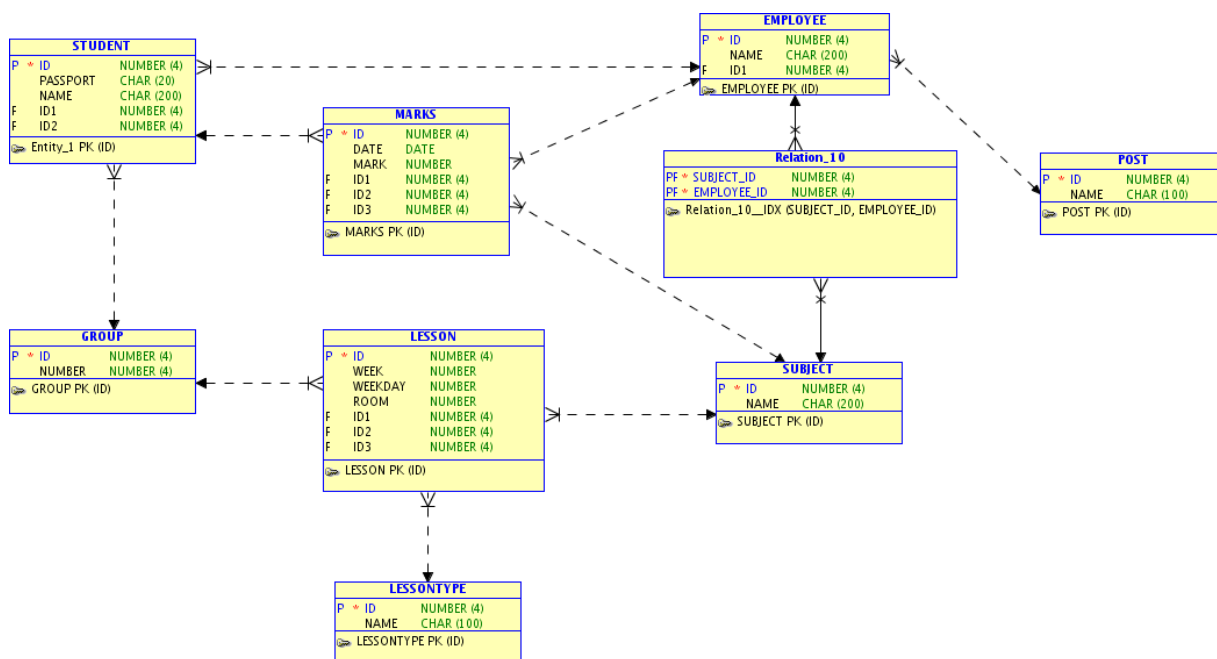 STUDENT
P * ID NUMBER (4)
PASSPORT CHAR (20)
NAME CHAR (200)
F ID1 NUMBER (4)
F ID2 NUMBER (4)
Entity_1 PK (ID)
MARKS
P * ID NUMBER (4)
DATE DATE
MARK NUMBER
F ID1 NUMBER (4)
F ID2 NUMBER (4)
F ID3 NUMBER (4)
MARKS PK (ID)
EMPLOYEE
P * ID NUMBER (4)
NAME CHAR (200)
F ID1 NUMBER (4)
EMPLOYEE PK (ID)
Relation_10
PF * SUBJECT_ID NUMBER (4)
PF * EMPLOYEE_ID NUMBER (4)
Relation_10__IDX (SUBJECT_ID, EMPLOYEE_ID)
POST
P * ID NUMBER (4)
NAME CHAR (100)
POST PK (ID)
GROUP
P * ID NUMBER (4)
NUMBER NUMBER (4)
GROUP PK (ID)
LESSON
P * ID NUMBER (4)
WEEK NUMBER
WEEKDAY NUMBER
ROOM NUMBER
F ID1 NUMBER (4)
F ID2 NUMBER (4)
F ID3 NUMBER (4)
LESSON PK (ID)
SUBJECT
P * ID NUMBER (4)
NAME CHAR (200)
SUBJECT PK (ID)
LESSONTYPE
P * ID NUMBER (4)
NAME CHAR (100)
LESSONTYPE PK (ID)